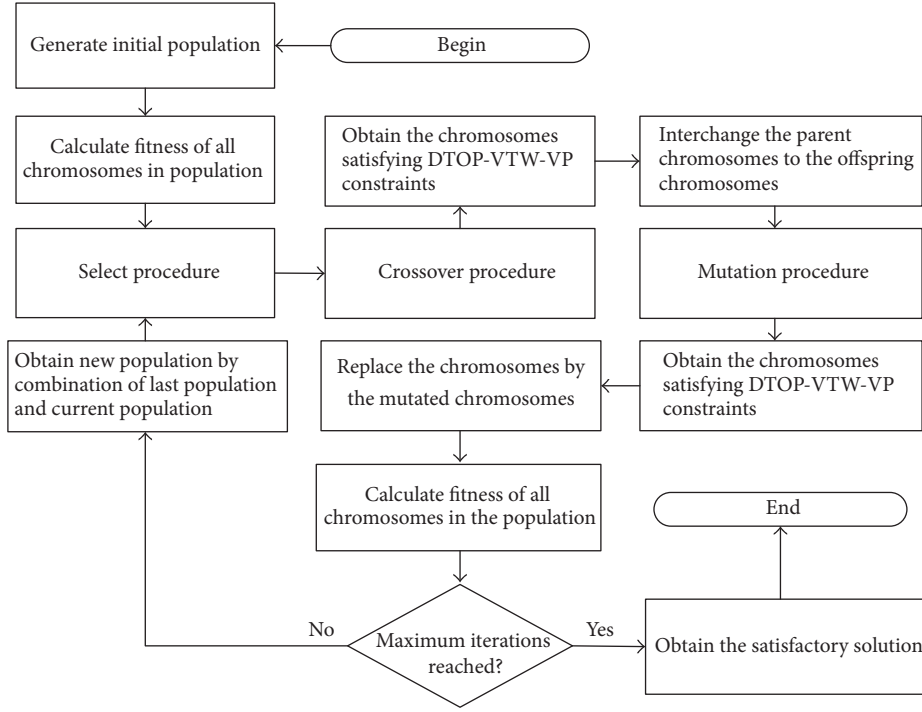 Generate initial population
Begin
Calculate fitness of all
chromosomes in population
Obtain the chromosomes
satisfying DTOP-VTW-VP
constraints
Interchange the parent
chromosomes to the offspring
chromosomes
Select procedure
Crossover procedure
Mutation procedure
Obtain new population by
combination of last population
and current population
Replace the chromosomes by
the mutated chromosomes
Obtain the chromosomes
satisfying DTOP-VTW-VP
constraints
Calculate fitness of all
chromosomes in the population
End
No
Maximum iterations
reached?
Yes
Obtain the satisfactory solution